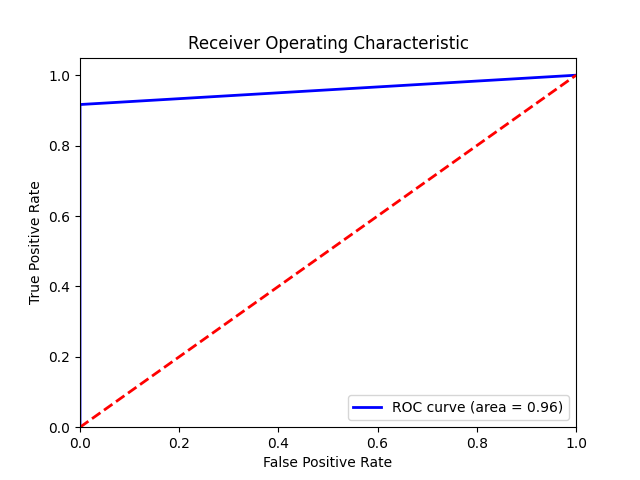 Receiver Operating Characteristic
True Positive Rate
1.0
0.8
0.6
0.4
0.2
0.0
ROC curve (area = 0.96)
0.0 0.2 0.4 0.6 0.8 1.0
False Positive Rate